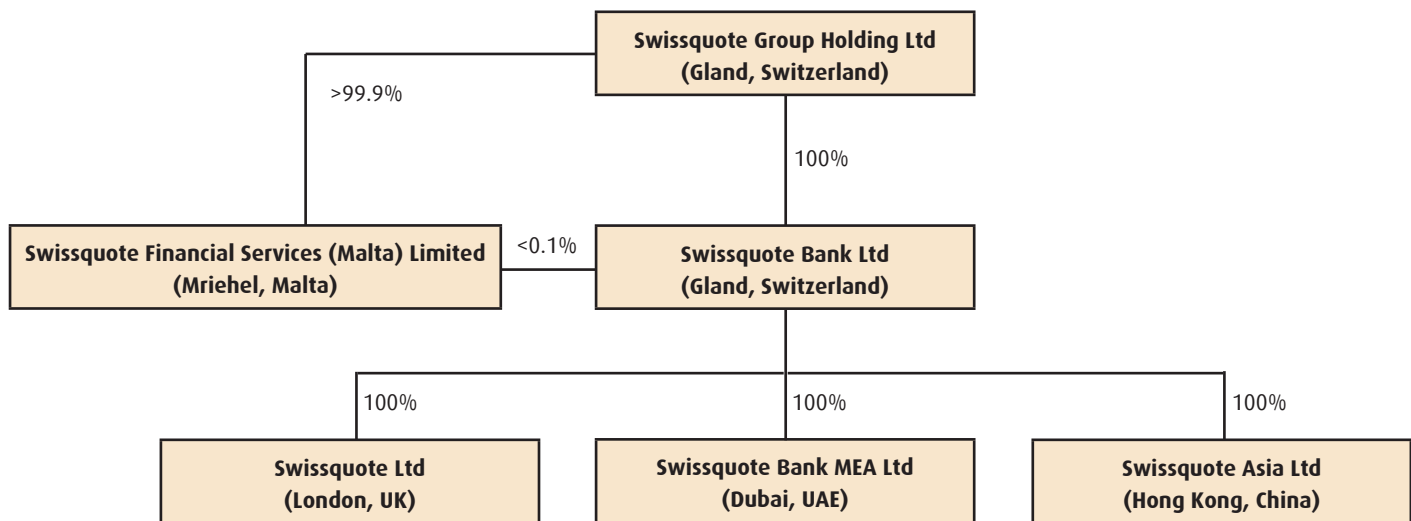 Swissquote Group Holding Ltd
(Gland, Switzerland)
>99.9%
100%
Swissquote Financial Services (Malta) Limited
(Mriehel, Malta)
<0.1%
Swissquote Bank Ltd
(Gland, Switzerland)
100%
100%
100%
Swissquote Ltd
(London, UK)
Swissquote Bank MEA Ltd
(Dubai, UAE)
Swissquote Asia Ltd
(Hong Kong, China)